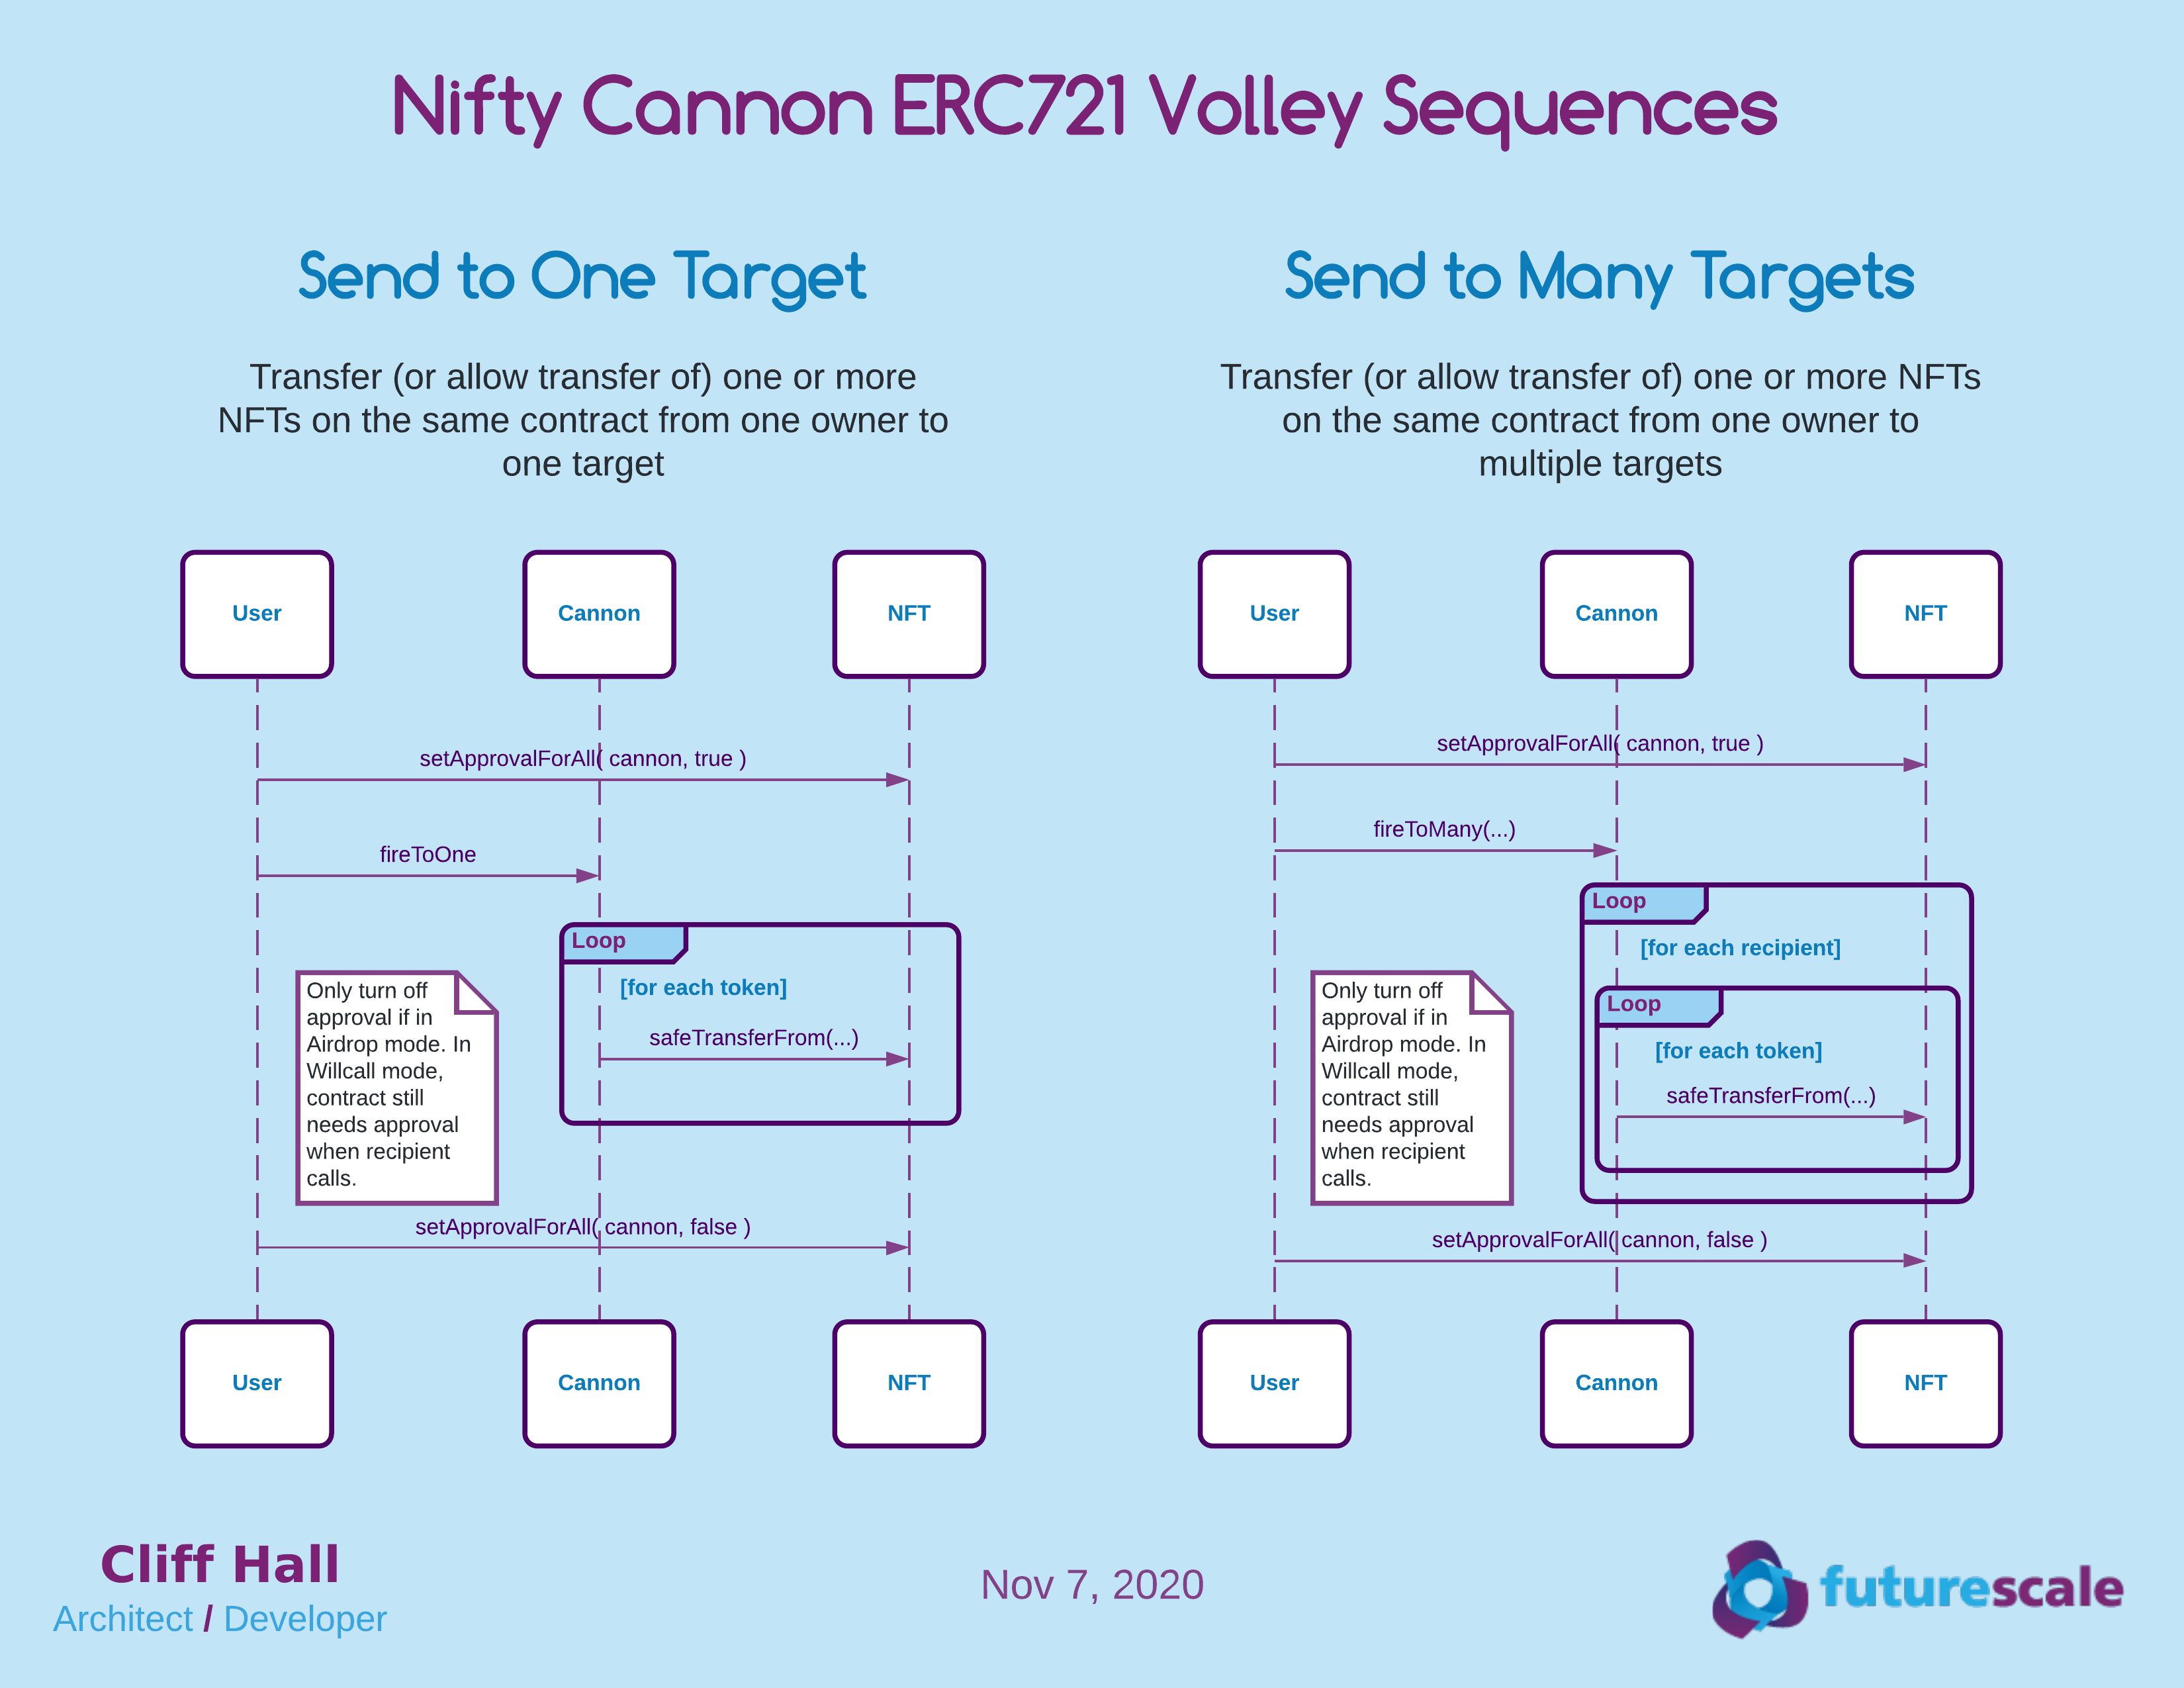 Nifty Cannon ERC721 Volley Sequences
Send to One Target
Transfer (or allow transfer of) one or more
NFTs on the same contract from one owner to
one target
User
Cannon
NFT
setApprovalForAll( cannon, true )
fireToOne
Loop
[for each token]
safeTransferFrom(...)
Only turn off
approval if in
Airdrop mode. In
Willcall mode,
contract still
needs approval
when recipient
calls.
setApprovalForAll( cannon, false )
User
Cannon
NFT
Send to Many Targets
Transfer (or allow transfer of) one or more NFTs
on the same contract from one owner to
multiple targets
User
Cannon
NFT
setApprovalForAll( cannon, true )
fireToMany(...)
Loop
[for each recipient]
Loop
[for each token]
safeTransferFrom(...)
Only turn off
approval if in
Airdrop mode. In
Willcall mode,
contract still
needs approval
when recipient
calls.
setApprovalForAll( cannon, false )
User
Cannon
NFT
Cliff Hall
Architect / Developer
Nov 7, 2020
futurescale